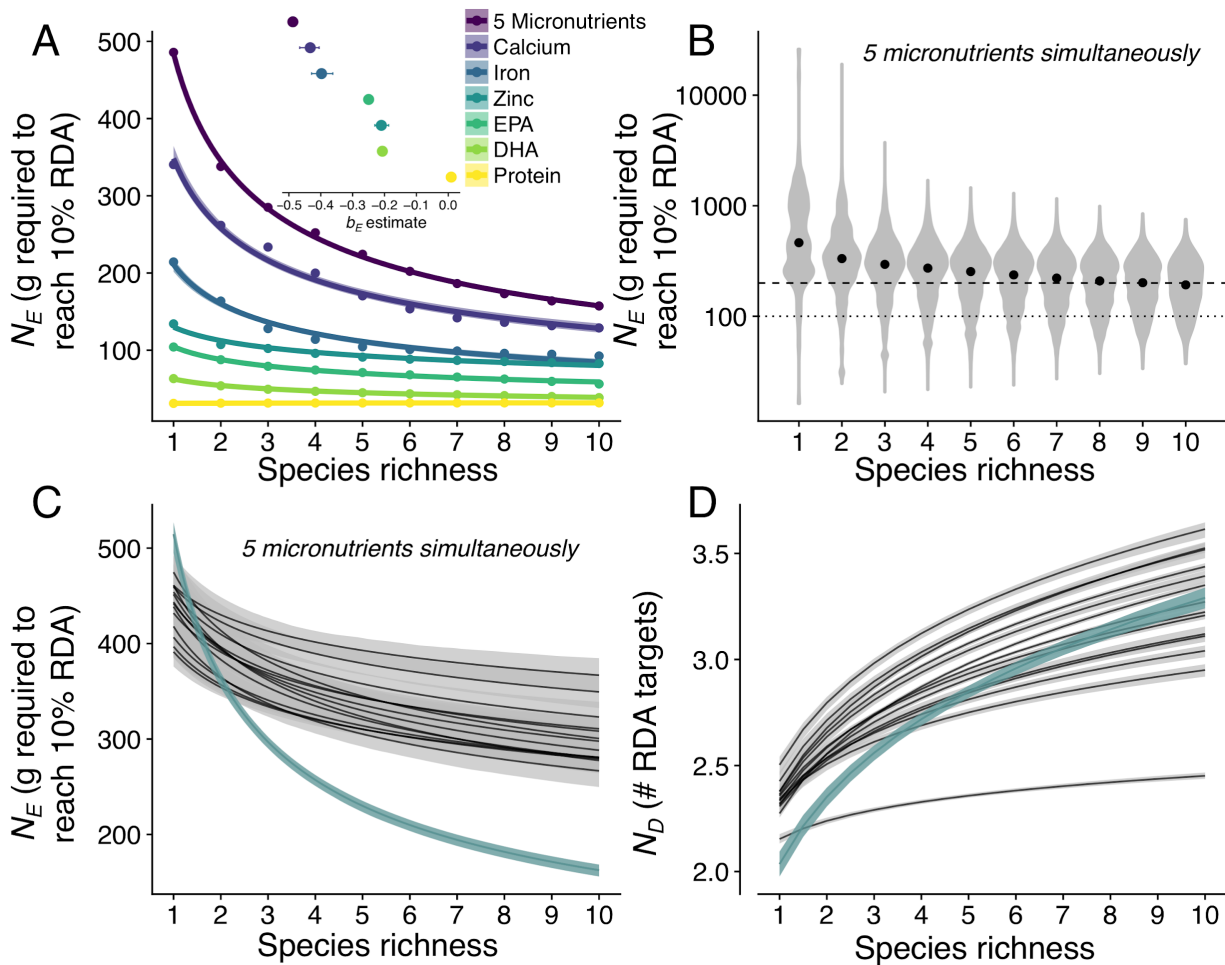 A
N_E (g required to
reach 10% RDA)
500
400
300
200
100
1 2 3 4 5 6 7 8 9 10
Species richness
−0.5 −0.4 −0.3 −0.2 −0.1 0.0
b_E estimate
5 Micronutrients
Calcium
Iron
Zinc
EPA
DHA
Protein
B
5 micronutrients simultaneously
N_E (g required to
reach 10% RDA)
10000
1000
100
1 2 3 4 5 6 7 8 9 10
Species richness
C
5 micronutrients simultaneously
N_E (g required to
reach 10% RDA)
500
400
300
200
1 2 3 4 5 6 7 8 9 10
Species richness
D
N_D (# RDA targets)
3.5
3.0
2.5
2.0
1 2 3 4 5 6 7 8 9 10
Species richness